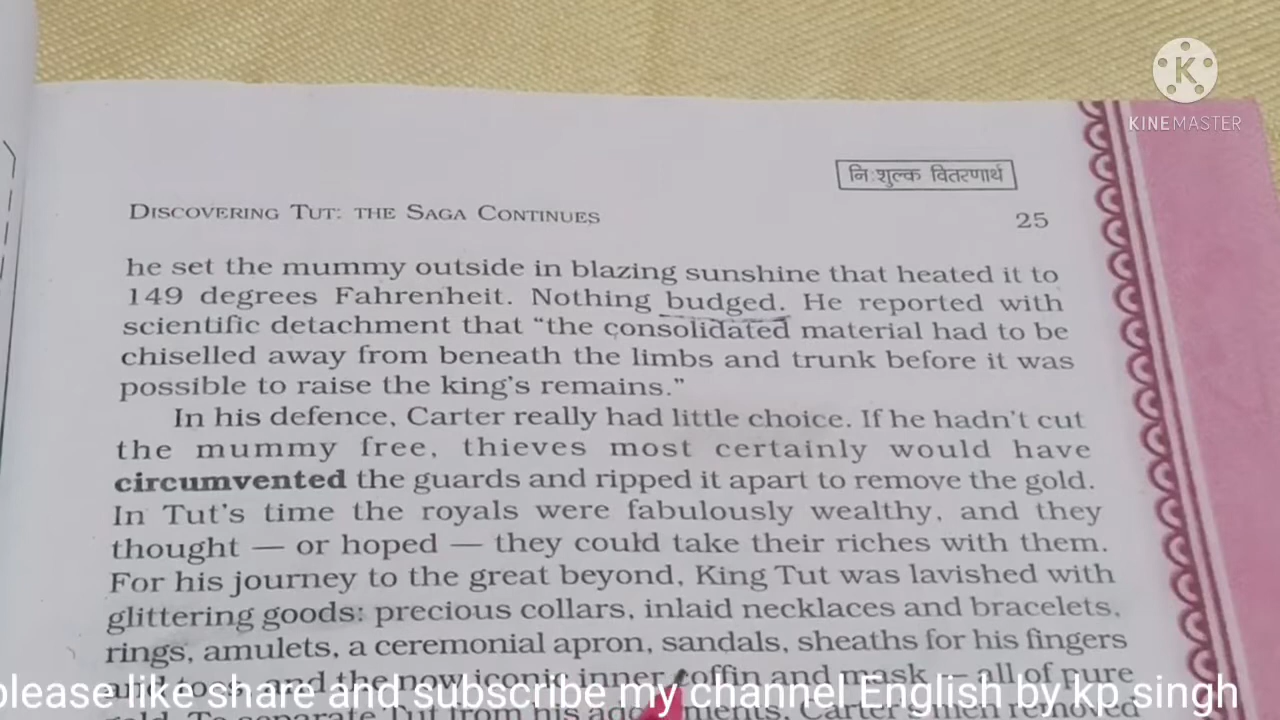 KINEMASTER
निःशुल्क वितरणार्थ
DISCOVERING TUT: THE SAGA CONTINUES 25
he set the mummy outside in blazing sunshine that heated it to
149 degrees Fahrenheit. Nothing budged. He reported with
scientific detachment that “the consolidated material had to be
chiselled away from beneath the limbs and trunk before it was
possible to raise the king's remains.”
In his defence, Carter really had little choice. If he hadn't cut
the mummy free, thieves most certainly would have
circumvented the guards and ripped it apart to remove the gold.
In Tut's time the royals were fabulously wealthy, and they
thought — or hoped — they could take their riches with them.
For his journey to the great beyond, King Tut was lavished with
glittering goods: precious collars, inlaid necklaces and bracelets,
rings, amulets, a ceremonial apron, sandals, sheaths for his fingers
and toes, and the now iconic inner coffin and mask — all of pure
please like share and subscribe my channel English by kp singh
Tut from his Carter's men removed